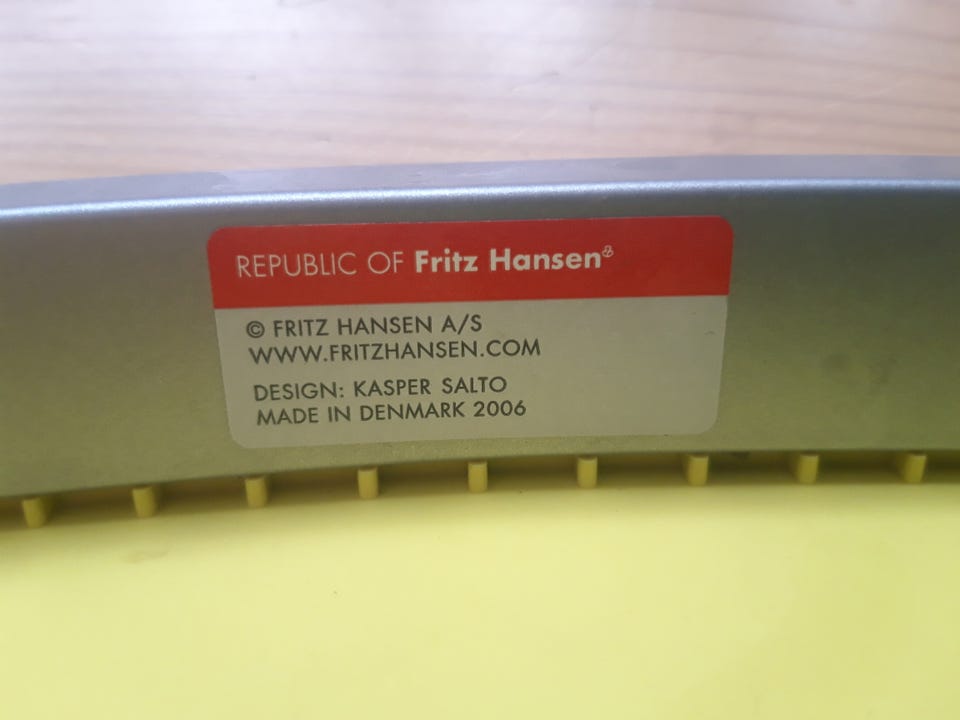 REPUBLIC OF Fritz Hansen
© FRITZ HANSEN A/S
WWW.FRITZHANSEN.COM
DESIGN: KASPER SALTO
MADE IN DENMARK 2006